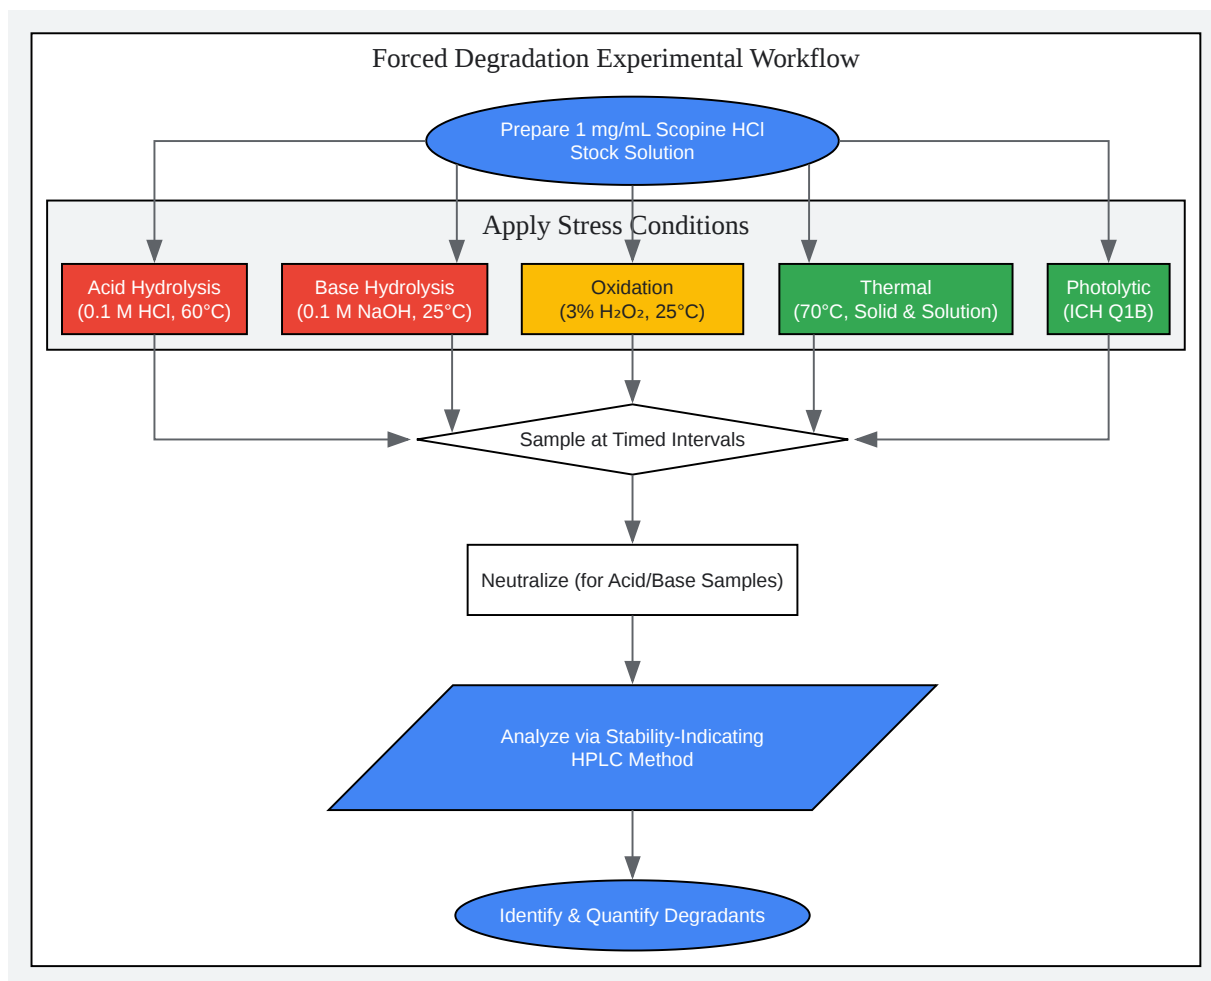 Forced Degradation Experimental Workflow
Prepare 1 mg/mL Scopine HCl
Stock Solution
Apply Stress Conditions
Acid Hydrolysis
(0.1 M HCl, 60°C)
Base Hydrolysis
(0.1 M NaOH, 25°C)
Oxidation
(3% H₂O₂, 25°C)
Thermal
(70°C, Solid & Solution)
Photolytic
(ICH Q1B)
Sample at Timed Intervals
Neutralize (for Acid/Base Samples)
Analyze via Stability-Indicating
HPLC Method
Identify & Quantify Degradants